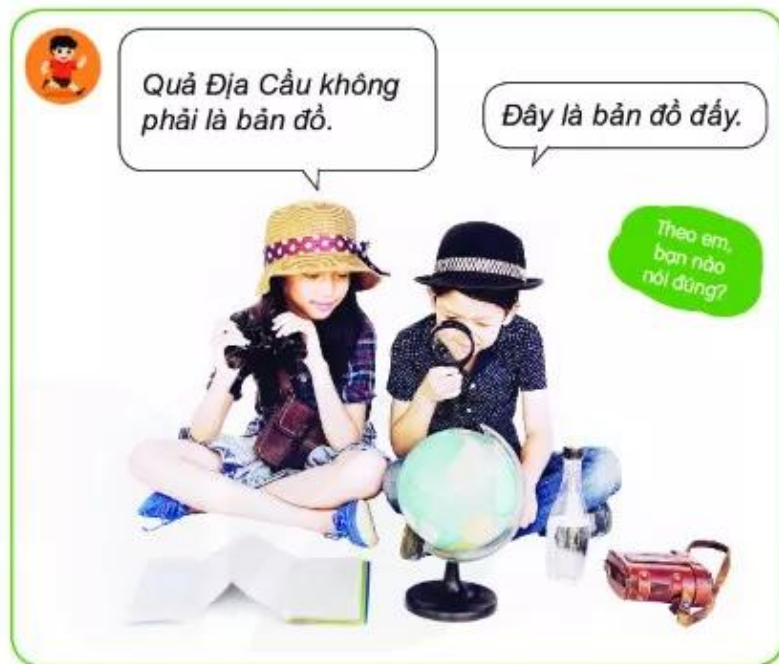 Quả Địa Cầu không
phải là bản đồ.
Đây là bản đồ đấy.
Theo em,
bạn nào
nói đúng?